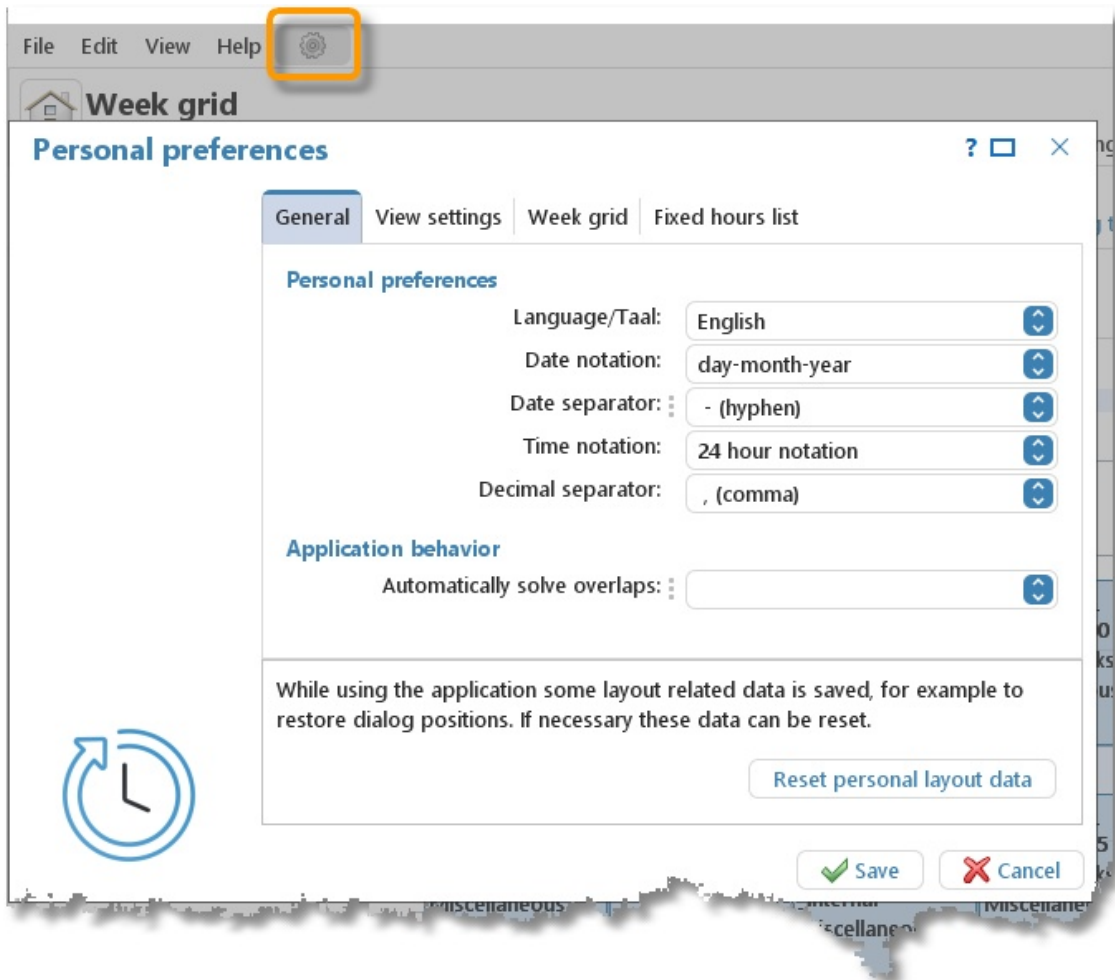 File Edit View Help
Week grid
Personal preferences ?
General View settings Week grid Fixed hours list
Personal preferences
Language/Taal: English
Date notation: day-month-year
Date separator: - (hyphen)
Time notation: 24 hour notation
Decimal separator: , (comma)
Application behavior
Automatically solve overlaps:
While using the application some layout related data is saved, for example to
restore dialog positions. If necessary these data can be reset.
Reset personal layout data
Save Cancel
Miscellaneous